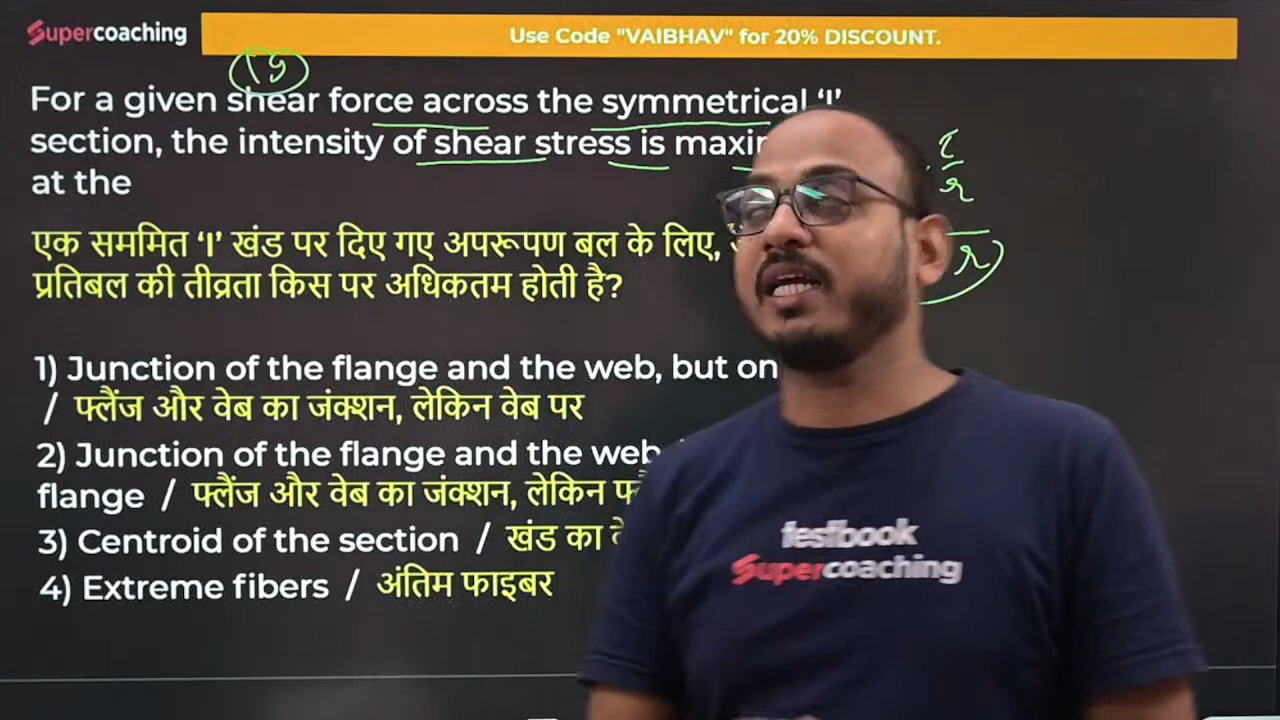 Supercoaching
Use Code "VAIBHAV" for 20% DISCOUNT.
19
For a given shear force across the symmetrical 'I'
section, the intensity of shear stress is
at the
एक सममित 'I' खंड पर दिए गए अपरूपण बल के लिए,
प्रतिबल की तीव्रता किस पर अधिकतम होती है?
1) Junction of the flange and the web, but on
/ फ्लैंज और वेब का जंक्शन, लेकिन वेब पर
2) Junction of the flange and the web
flange / फ्लैंज और वेब का जंक्शन, लेकिन
3) Centroid of the section / खंड का
4) Extreme fibers / अंतिम फाइबर
testbook
Supercoaching